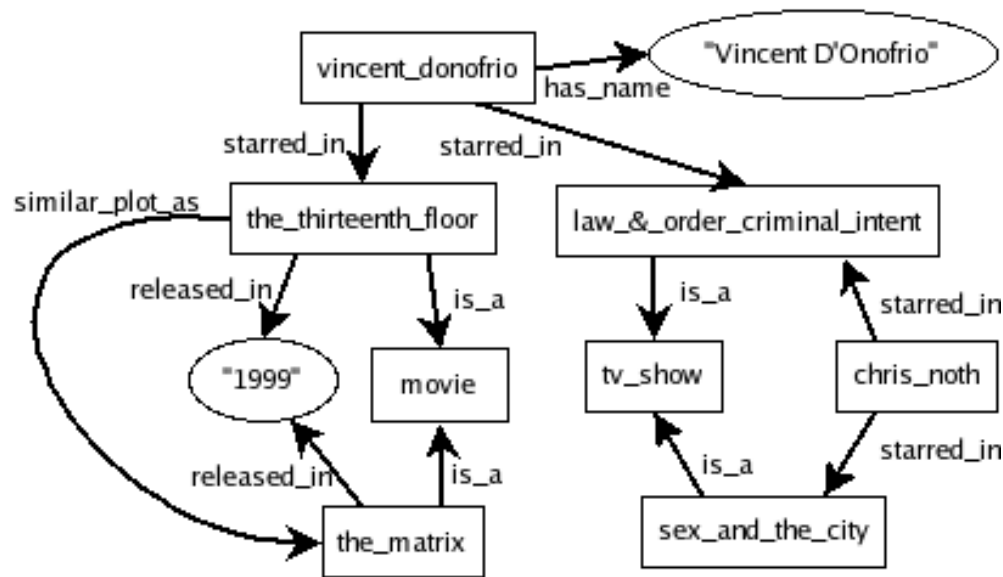 vincent_donofrio
"Vincent D'Onofrio"
has_name
starred_in
starred_in
similar_plot_as
the_thirteenth_floor
law_&_order_criminal_intent
released_in
is_a
is_a
starred_in
"1999"
movie
tv_show
chris_noth
released_in
is_a
is_a
starred_in
the_matrix
sex_and_the_city